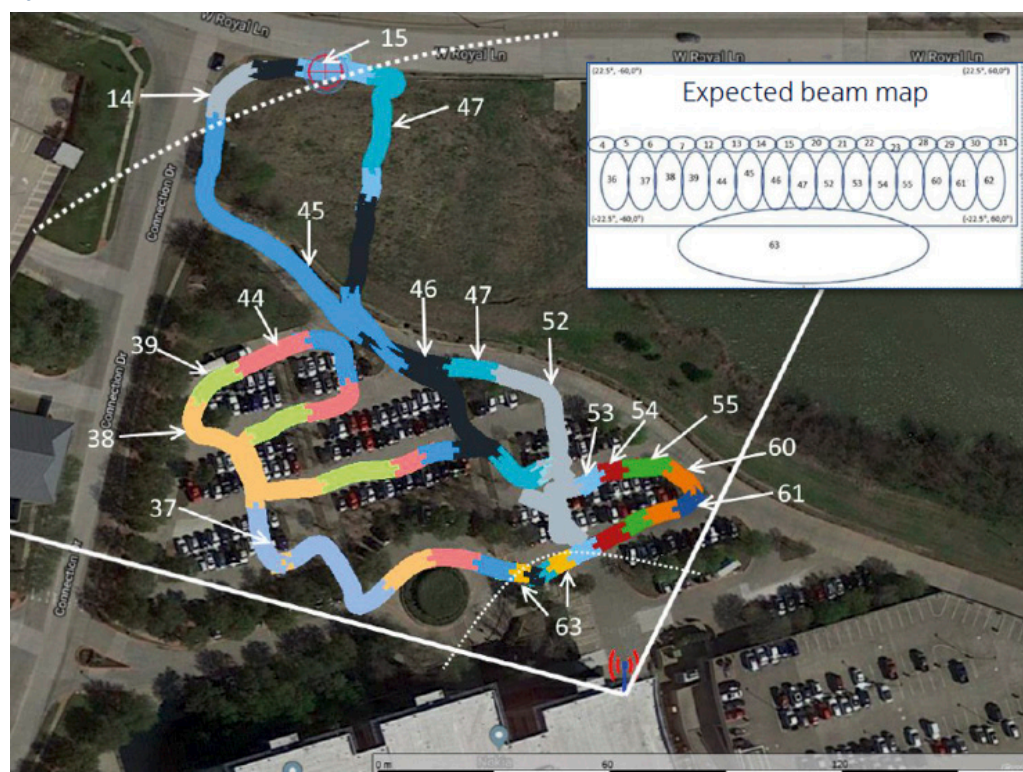 W Royal Ln
15
W Royal Ln
W Royal Ln
W Royal Ln
14
47
(22.5°, -60,0°)
(22.5°, 60,0°)
Expected beam map
4 5 6 7 12 13 14 15 20 21 22 23 28 29 30 31
36 37 38 39 44 45 46 47 52 53 54 55 60 61 62
(-22.5°, -60,0°)
(-22.5°, 60,0°)
63
Connection Dr
45
46
47
52
44
39
Connection Dr
38
53
54
55
60
61
37
63
Nokia
0 m
60
120